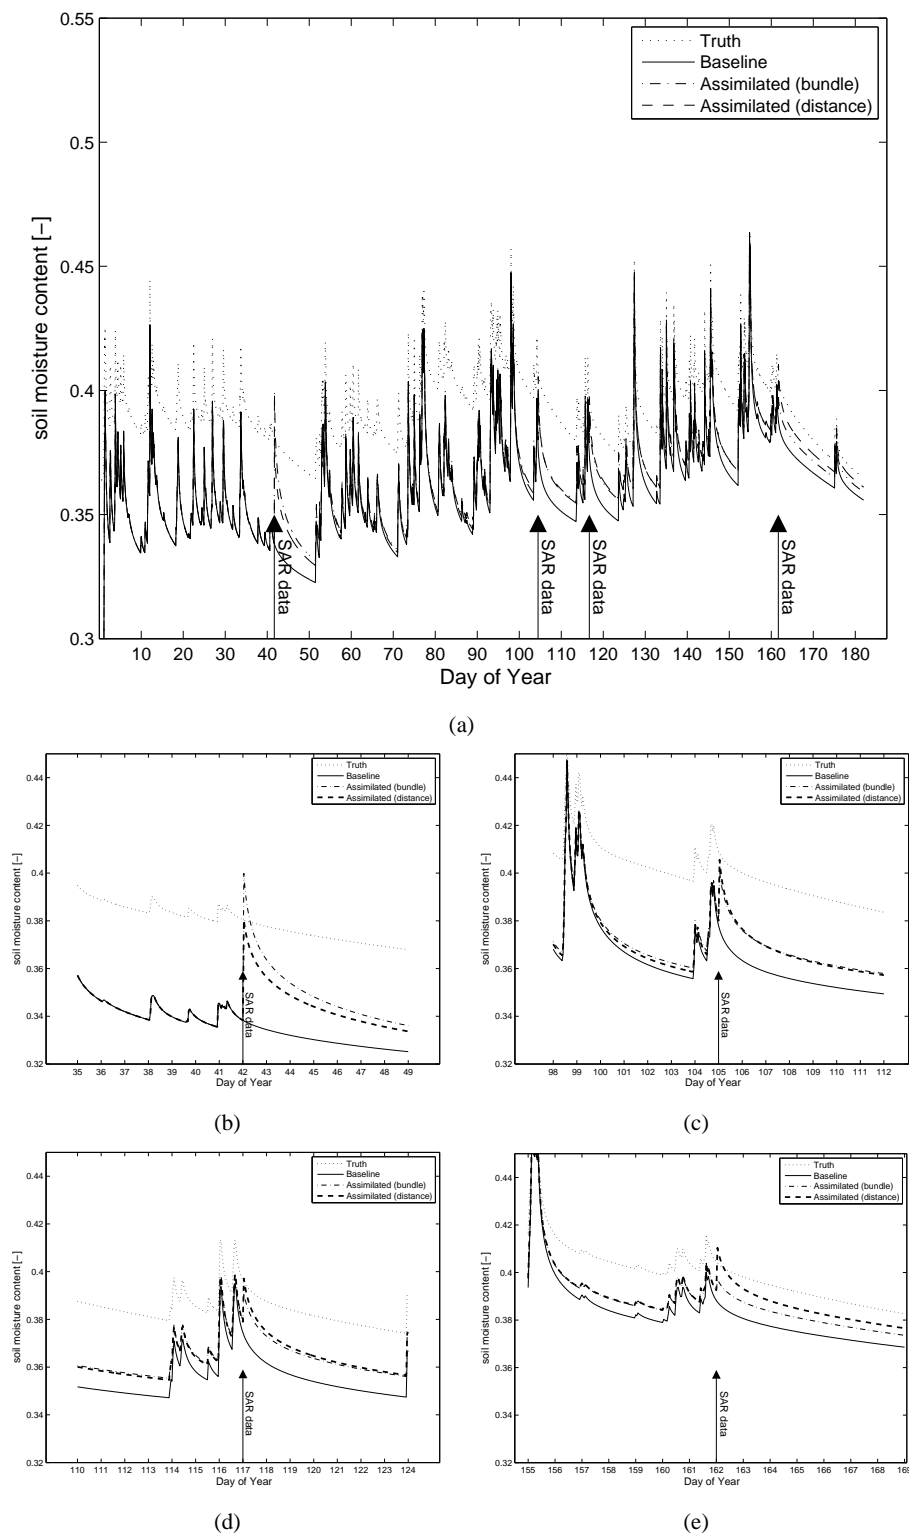 0.55
0.5
0.45
0.4
0.35
0.3
soil moisture content [−]
Truth
Baseline
Assimilated (bundle)
Assimilated (distance)
SAR data
SAR data
SAR data
SAR data
10 20 30 40 50 60 70 80 90 100 110 120 130 140 150 160 170 180
Day of Year
(a)
0.44
0.42
0.4
0.38
0.36
0.34
0.32
soil moisture content [−]
Truth
Baseline
Assimilated (bundle)
Assimilated (distance)
SAR data
35 36 37 38 39 40 41 42 43 44 45 46 47 48 49
Day of Year
(b)
0.44
0.42
0.4
0.38
0.36
0.34
0.32
soil moisture content [−]
Truth
Baseline
Assimilated (bundle)
Assimilated (distance)
SAR data
98 99 100 101 102 103 104 105 106 107 108 109 110 111 112
Day of Year
(c)
0.44
0.42
0.4
0.38
0.36
0.34
0.32
soil moisture content [−]
Truth
Baseline
Assimilated (bundle)
Assimilated (distance)
SAR data
110 111 112 113 114 115 116 117 118 119 120 121 122 123 124
Day of Year
(d)
0.44
0.42
0.4
0.38
0.36
0.34
0.32
soil moisture content [−]
Truth
Baseline
Assimilated (bundle)
Assimilated (distance)
SAR data
155 156 157 158 159 160 161 162 163 164 165 166 167 168 169
Day of Year
(e)